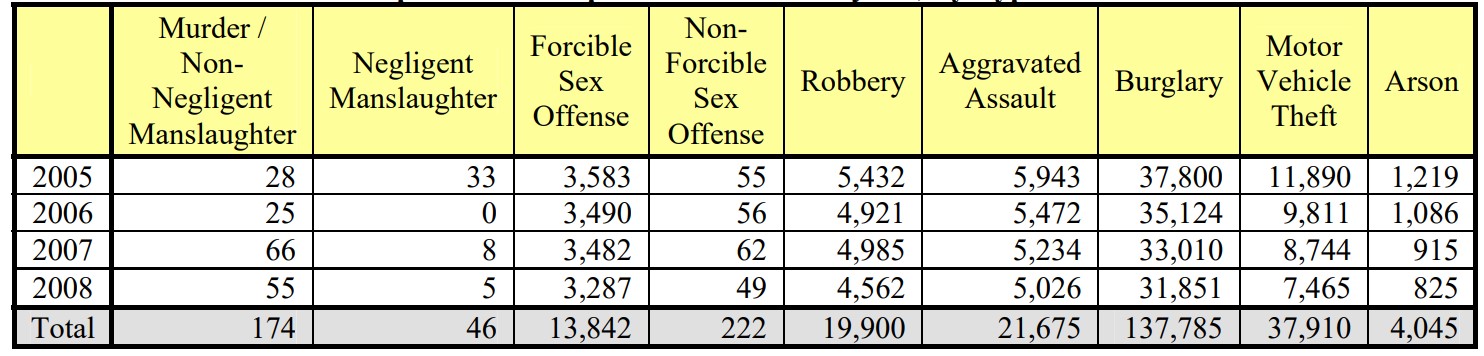 Murder / Non-Negligent Manslaughter Negligent Manslaughter Forcible Sex Offense Non-Forcible Sex Offense Robbery Aggravated Assault Burglary Motor Vehicle Theft Arson
2005 28 33 3,583 55 5,432 5,943 37,800 11,890 1,219
2006 25 0 3,490 56 4,921 5,472 35,124 9,811 1,086
2007 66 8 3,482 62 4,985 5,234 33,010 8,744 915
2008 55 5 3,287 49 4,562 5,026 31,851 7,465 825
Total 174 46 13,842 222 19,900 21,675 137,785 37,910 4,045